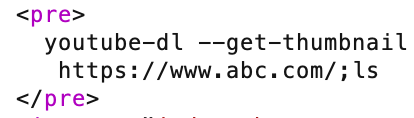 <pre>
youtube-dl --get-thumbnail
https://www.abc.com/;ls
</pre>